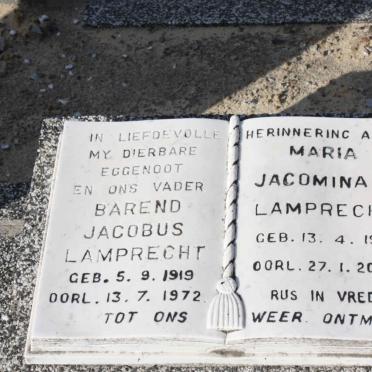 IN LIEFDEVOLLE
MY DIERBARE
EGGENOOT
EN ONS VADER
BAREND
JACOBUS
LAMPRECHT
GEB. 5. 9. 1919
OORL. 13. 7. 1972.
TOT ONS
HERINNERING A
MARIA
JACOMINA
LAMPRECH
GEB. 13. 4. 19
OORL. 27. 1. 20
RUS IN VRED
WEER ONTM